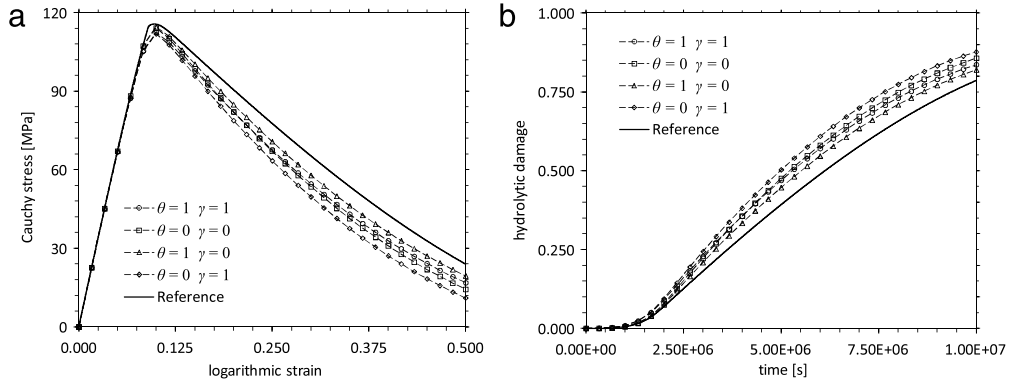 a
120
90
60
30
0
Cauchy stress [MPa]
θ = 1 γ = 1
θ = 0 γ = 0
θ = 1 γ = 0
θ = 0 γ = 1
Reference
0.000 0.125 0.250 0.375 0.500
logarithmic strain
b
1.000
0.750
0.500
0.250
0.000
hydrolytic damage
θ = 1 γ = 1
θ = 0 γ = 0
θ = 1 γ = 0
θ = 0 γ = 1
Reference
0.00E+00 2.50E+06 5.00E+06 7.50E+06 1.00E+07
time [s]